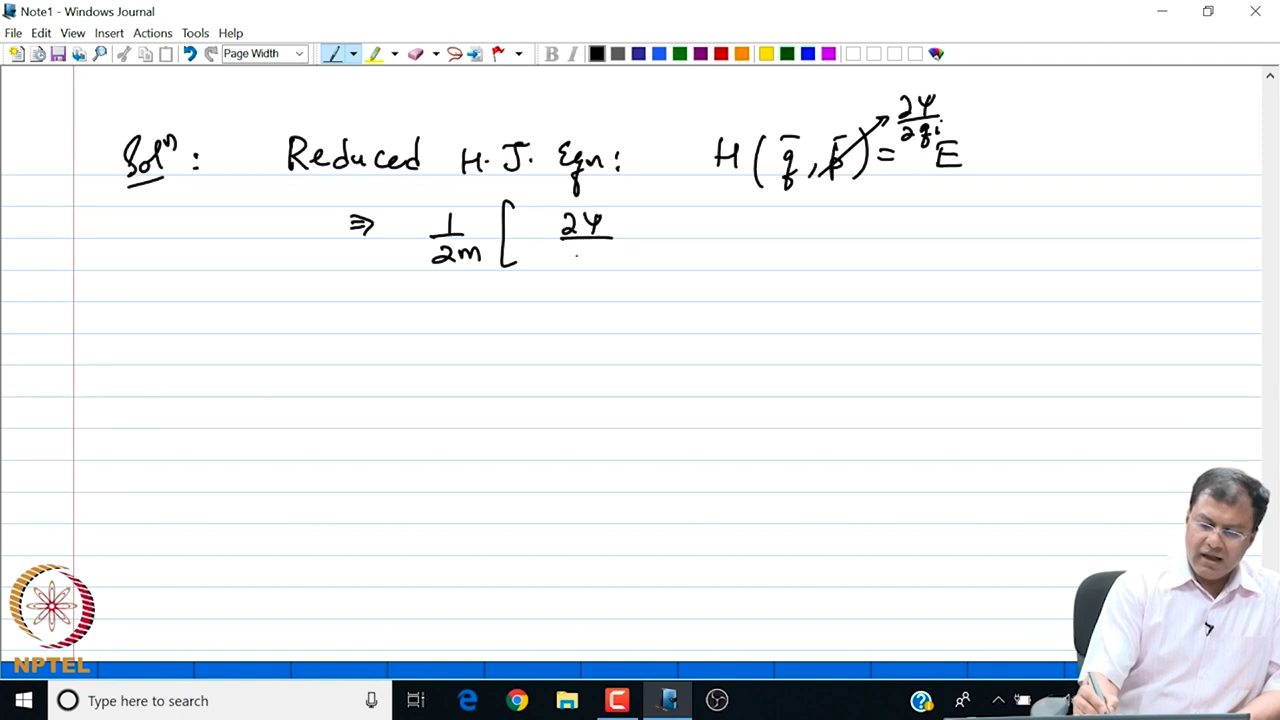 Note1 - Windows Journal
File Edit View Insert Actions Tools Help
Page Width
B I
Solⁿ: Reduced H.J. Eqn: H(q̄, p̄) = E ∂ψ/∂qi
⇒ 1/2m [ ∂ψ/
NPTEL
Type here to search